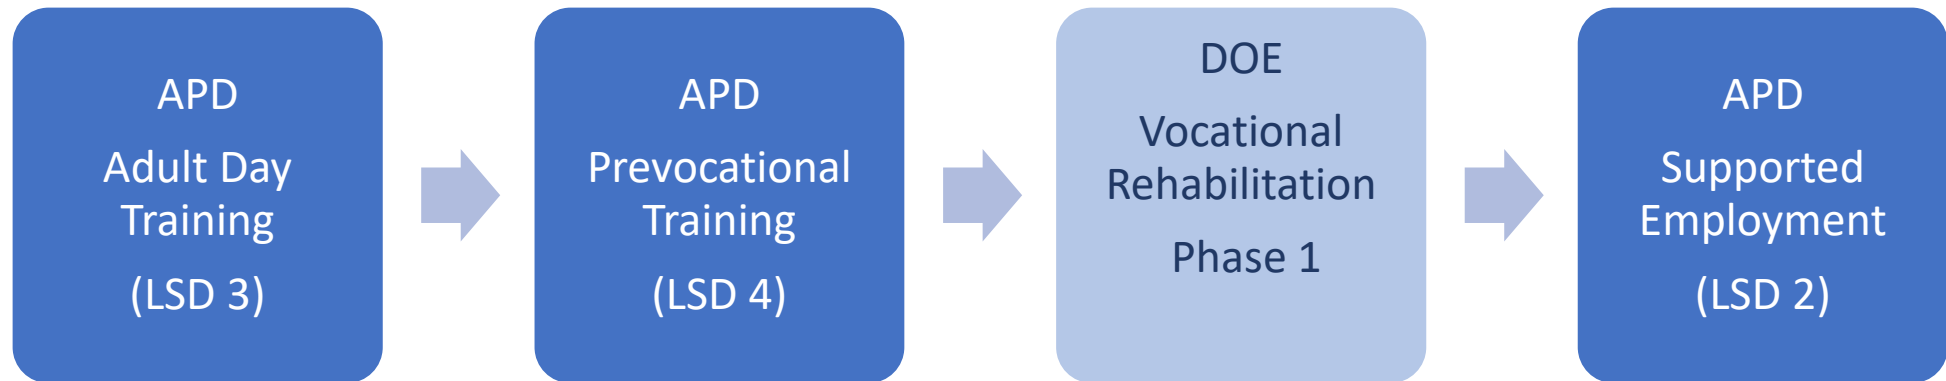 APD
Adult Day
Training
(LSD 3)
APD
Prevocational
Training
(LSD 4)
DOE
Vocational
Rehabilitation
Phase 1
APD
Supported
Employment
(LSD 2)